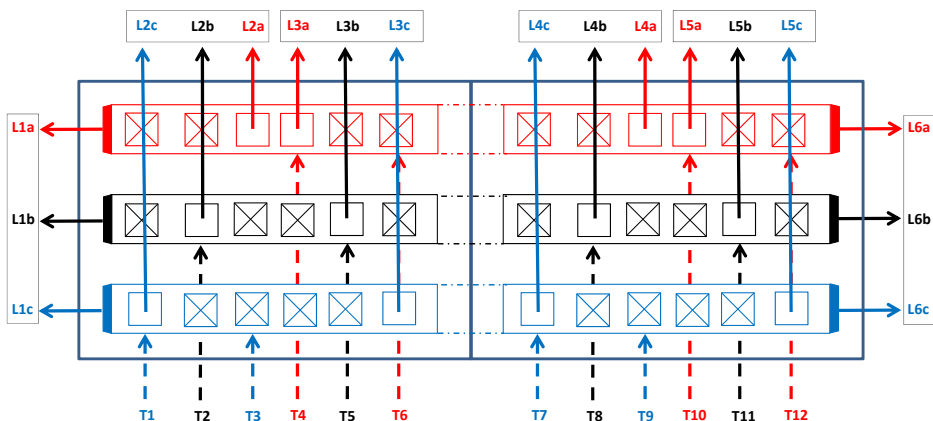 L2c L2b L2a L3a L3b L3c L4c L4b L4a L5a L5b L5c
L1a L6a
L1b L6b
L1c L6c
T1 T2 T3 T4 T5 T6 T7 T8 T9 T10 T11 T12